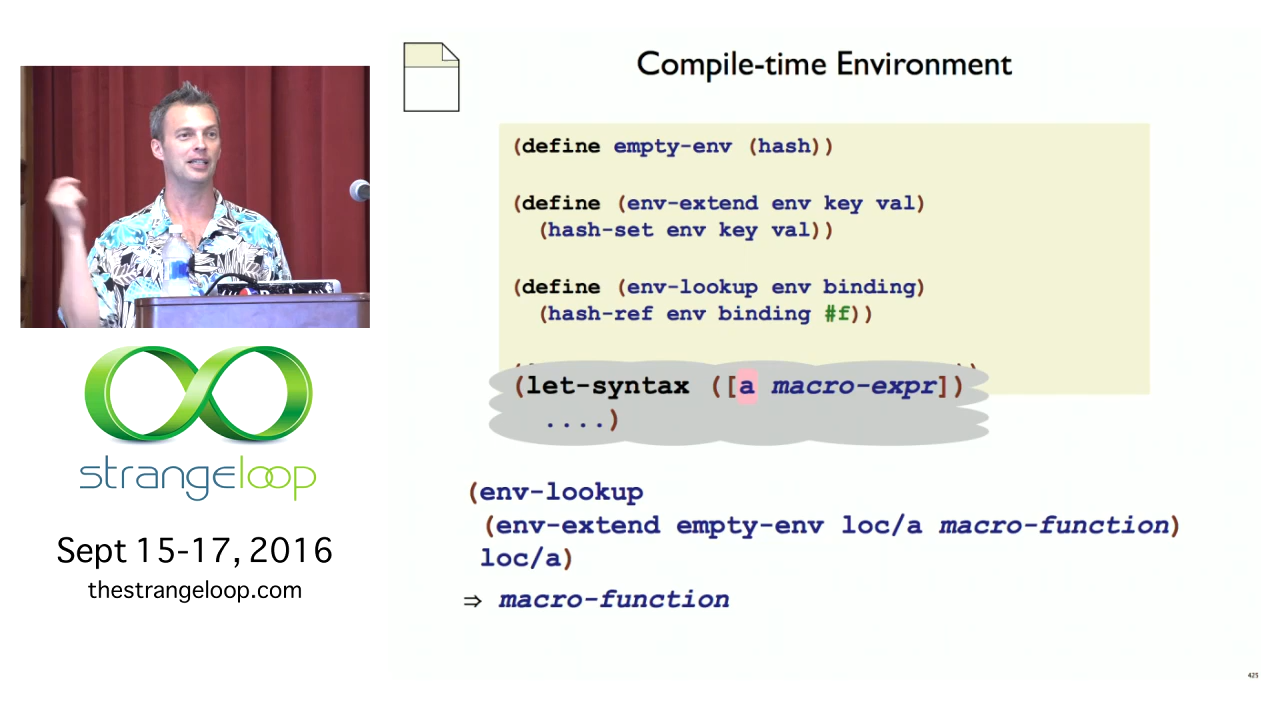 Compile-time Environment
(define empty-env (hash))
(define (env-extend env key val)
(hash-set env key val))
(define (env-lookup env binding)
(hash-ref env binding #f))
(let-syntax ([a macro-expr])
....)
(env-lookup
(env-extend empty-env loc/a macro-function)
loc/a)
⇒ macro-function
strangeloop
Sept 15-17, 2016
thestrangeloop.com
425